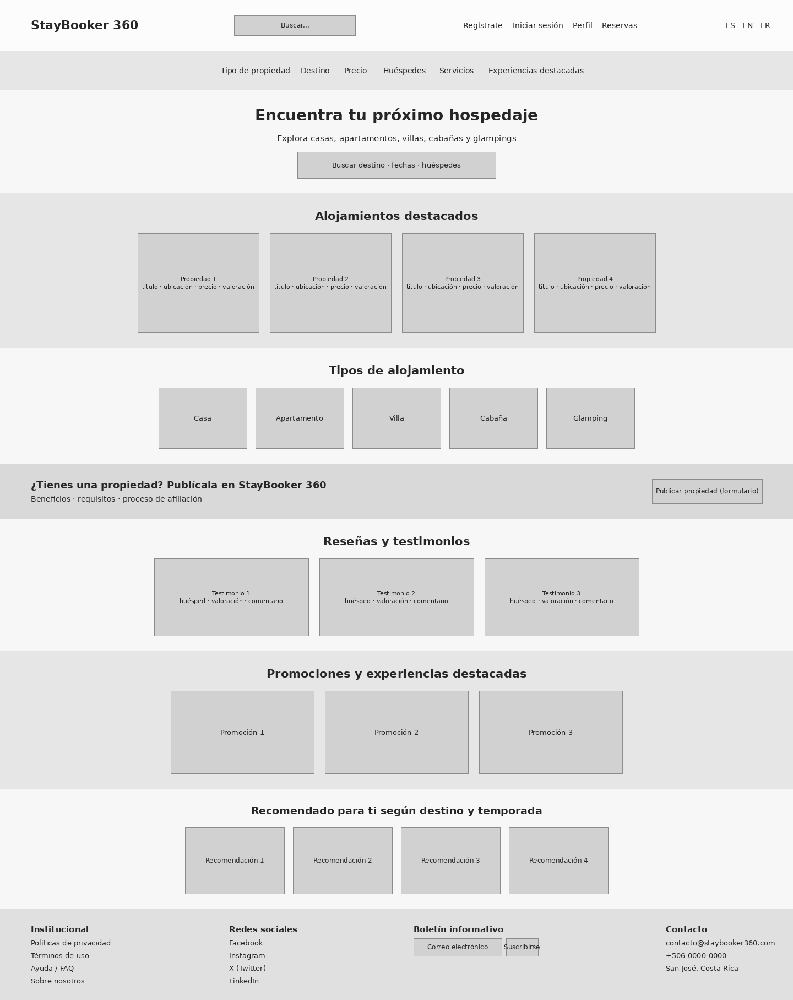 StayBooker 360
Buscar...
Regístrate Iniciar sesión Perfil Reservas
ES EN FR
Tipo de propiedad Destino Precio Huéspedes Servicios Experiencias destacadas
Encuentra tu próximo hospedaje
Explora casas, apartamentos, villas, cabañas y glampings
Buscar destino · fechas · huéspedes
Alojamientos destacados
Propiedad 1
título · ubicación · precio · valoración
Propiedad 2
título · ubicación · precio · valoración
Propiedad 3
título · ubicación · precio · valoración
Propiedad 4
título · ubicación · precio · valoración
Tipos de alojamiento
Casa
Apartamento
Villa
Cabaña
Glamping
¿Tienes una propiedad? Publícala en StayBooker 360
Beneficios · requisitos · proceso de afiliación
Publicar propiedad (formulario)
Reseñas y testimonios
Testimonio 1
huésped · valoración · comentario
Testimonio 2
huésped · valoración · comentario
Testimonio 3
huésped · valoración · comentario
Promociones y experiencias destacadas
Promoción 1
Promoción 2
Promoción 3
Recomendado para ti según destino y temporada
Recomendación 1
Recomendación 2
Recomendación 3
Recomendación 4
Institucional
Políticas de privacidad
Términos de uso
Ayuda / FAQ
Sobre nosotros
Redes sociales
Facebook
Instagram
X (Twitter)
LinkedIn
Boletín informativo
Correo electrónico
Suscribirse
Contacto
contacto@staybooker360.com
+506 0000-0000
San José, Costa Rica